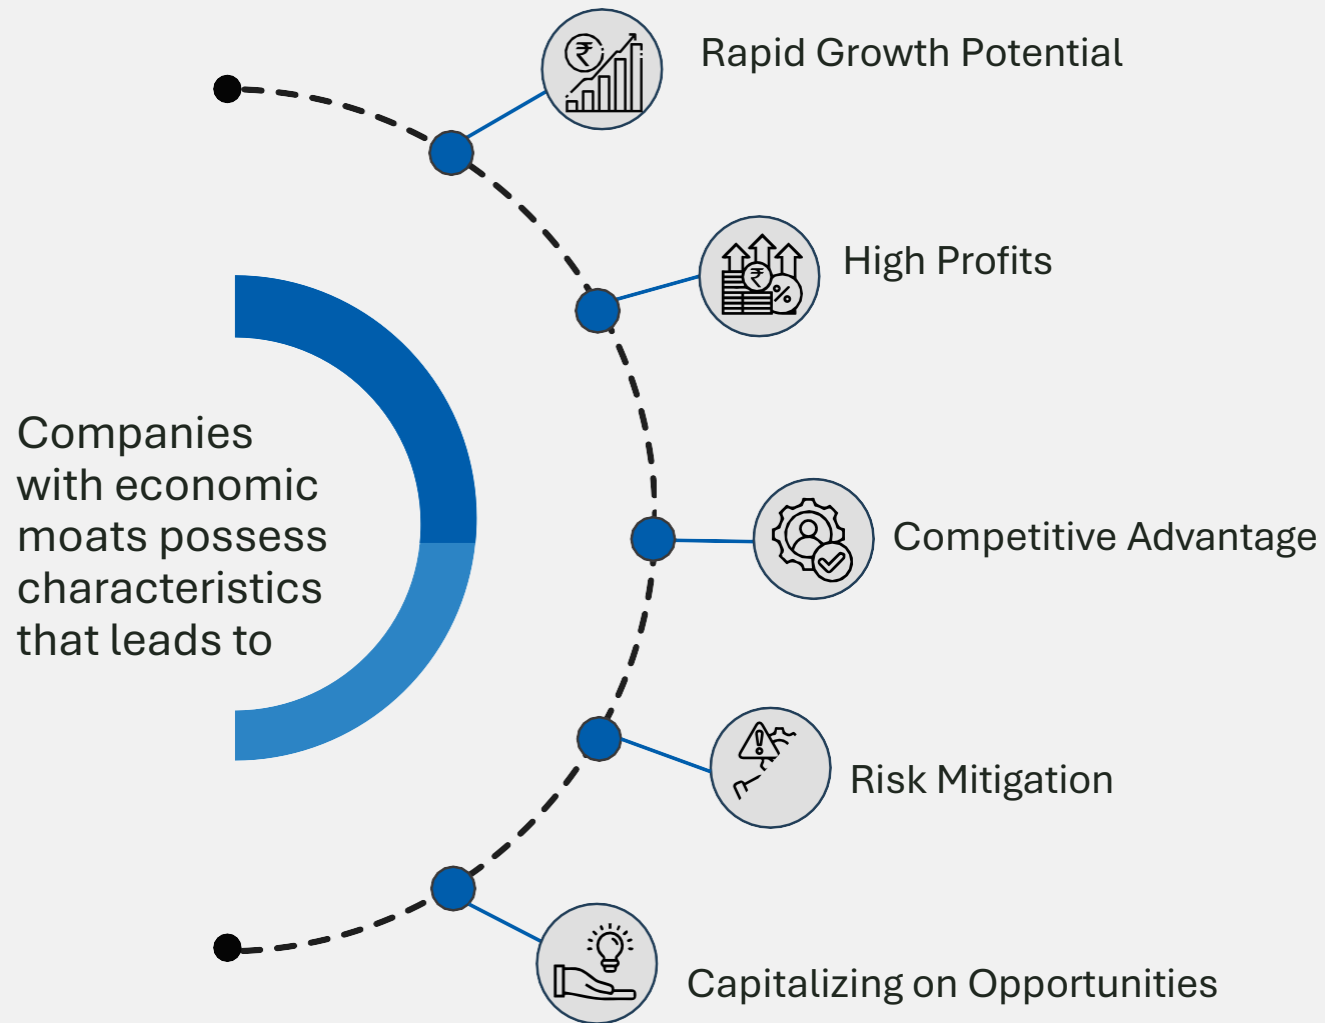 Companies
with economic
moats possess
characteristics
that leads to
Rapid Growth Potential
High Profits
Competitive Advantage
Risk Mitigation
Capitalizing on Opportunities